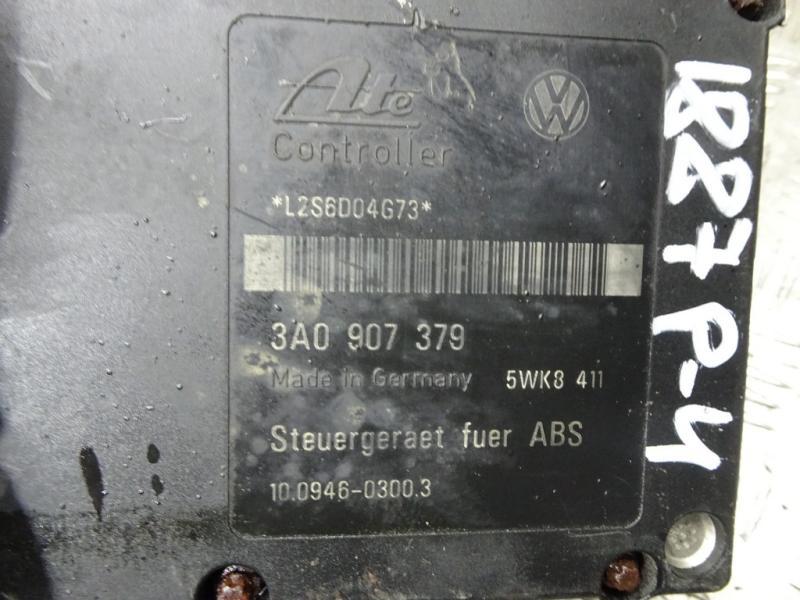 Ate
Controller
*L2S6D04G73*
3A0 907 379
Made in Germany 5WK8 411
Steuergeraet fuer ABS
10.0946-0300.3
1887 P-4